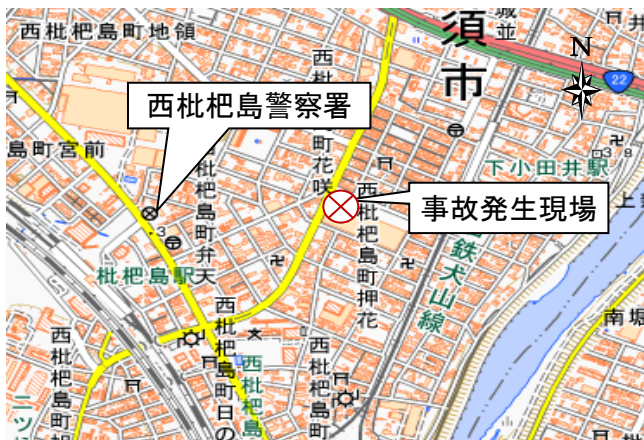 西枇杷島町地領
城並
須市
N
22
西枇杷島警察署
島町宮前
西枇杷島町花咲
下小田井駅
3
事故発生現場
西枇杷島町弁天
西枇杷島町押花
名鉄犬山線
枇杷島駅
南堀
西枇杷島町
西枇杷島町日の
西枇杷島
西枇杷島町
二ツ